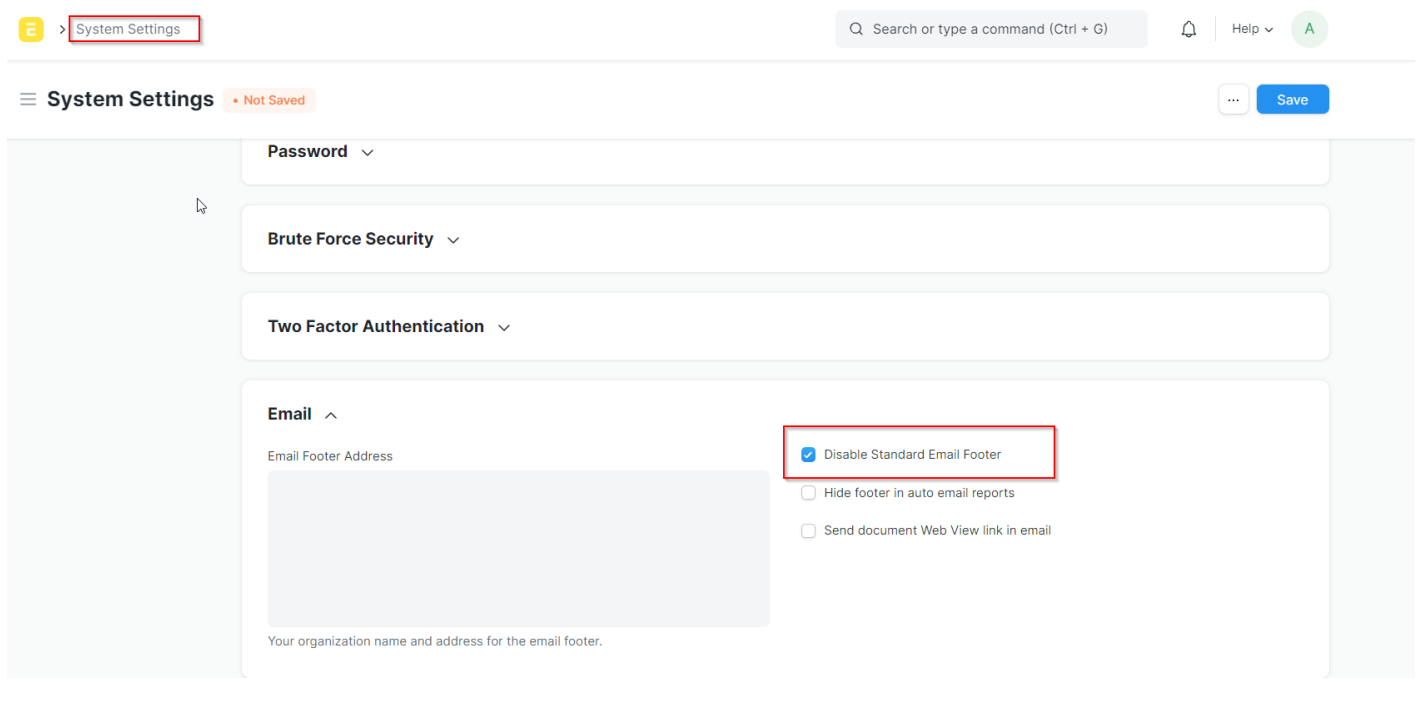 E > System Settings Search or type a command (Ctrl + G) Help A
System Settings • Not Saved ... Save
Password
Brute Force Security
Two Factor Authentication
Email
Email Footer Address
Disable Standard Email Footer
Hide footer in auto email reports
Send document Web View link in email
Your organization name and address for the email footer.